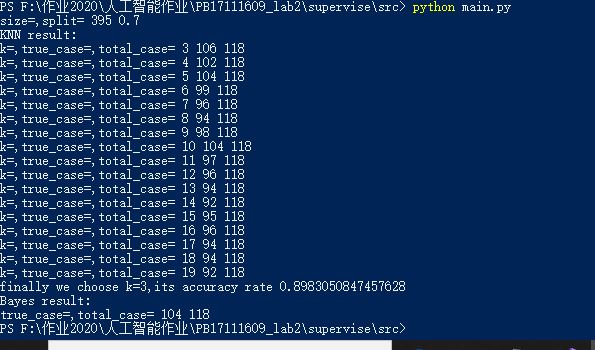 PS F:\作业2020\人工智能作业\PB17111609_lab2\supervise\src> python main.py
size=,split= 395 0.7
KNN result:
k=,true_case=,total_case= 3 106 118
k=,true_case=,total_case= 4 102 118
k=,true_case=,total_case= 5 104 118
k=,true_case=,total_case= 6 99 118
k=,true_case=,total_case= 7 96 118
k=,true_case=,total_case= 8 94 118
k=,true_case=,total_case= 9 98 118
k=,true_case=,total_case= 10 104 118
k=,true_case=,total_case= 11 97 118
k=,true_case=,total_case= 12 96 118
k=,true_case=,total_case= 13 94 118
k=,true_case=,total_case= 14 92 118
k=,true_case=,total_case= 15 95 118
k=,true_case=,total_case= 16 96 118
k=,true_case=,total_case= 17 94 118
k=,true_case=,total_case= 18 94 118
k=,true_case=,total_case= 19 92 118
finally we choose k=3,its accuracy rate 0.8983050847457628
Bayes result:
true_case=,total_case= 104 118
PS F:\作业2020\人工智能作业\PB17111609_lab2\supervise\src>